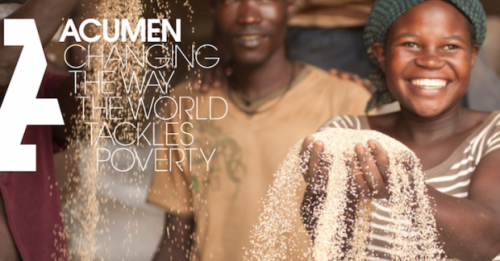 ACUMEN
CHANGING
THE WAY
THE WORLD
TACKLES
POVERTY